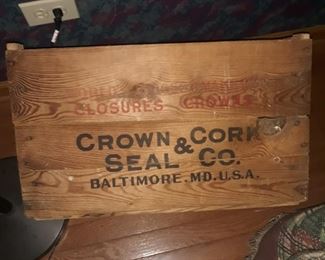 CLOSURES CROWNS
CROWN CORK
& SEAL CO.
BALTIMORE. MD. U.S.A.